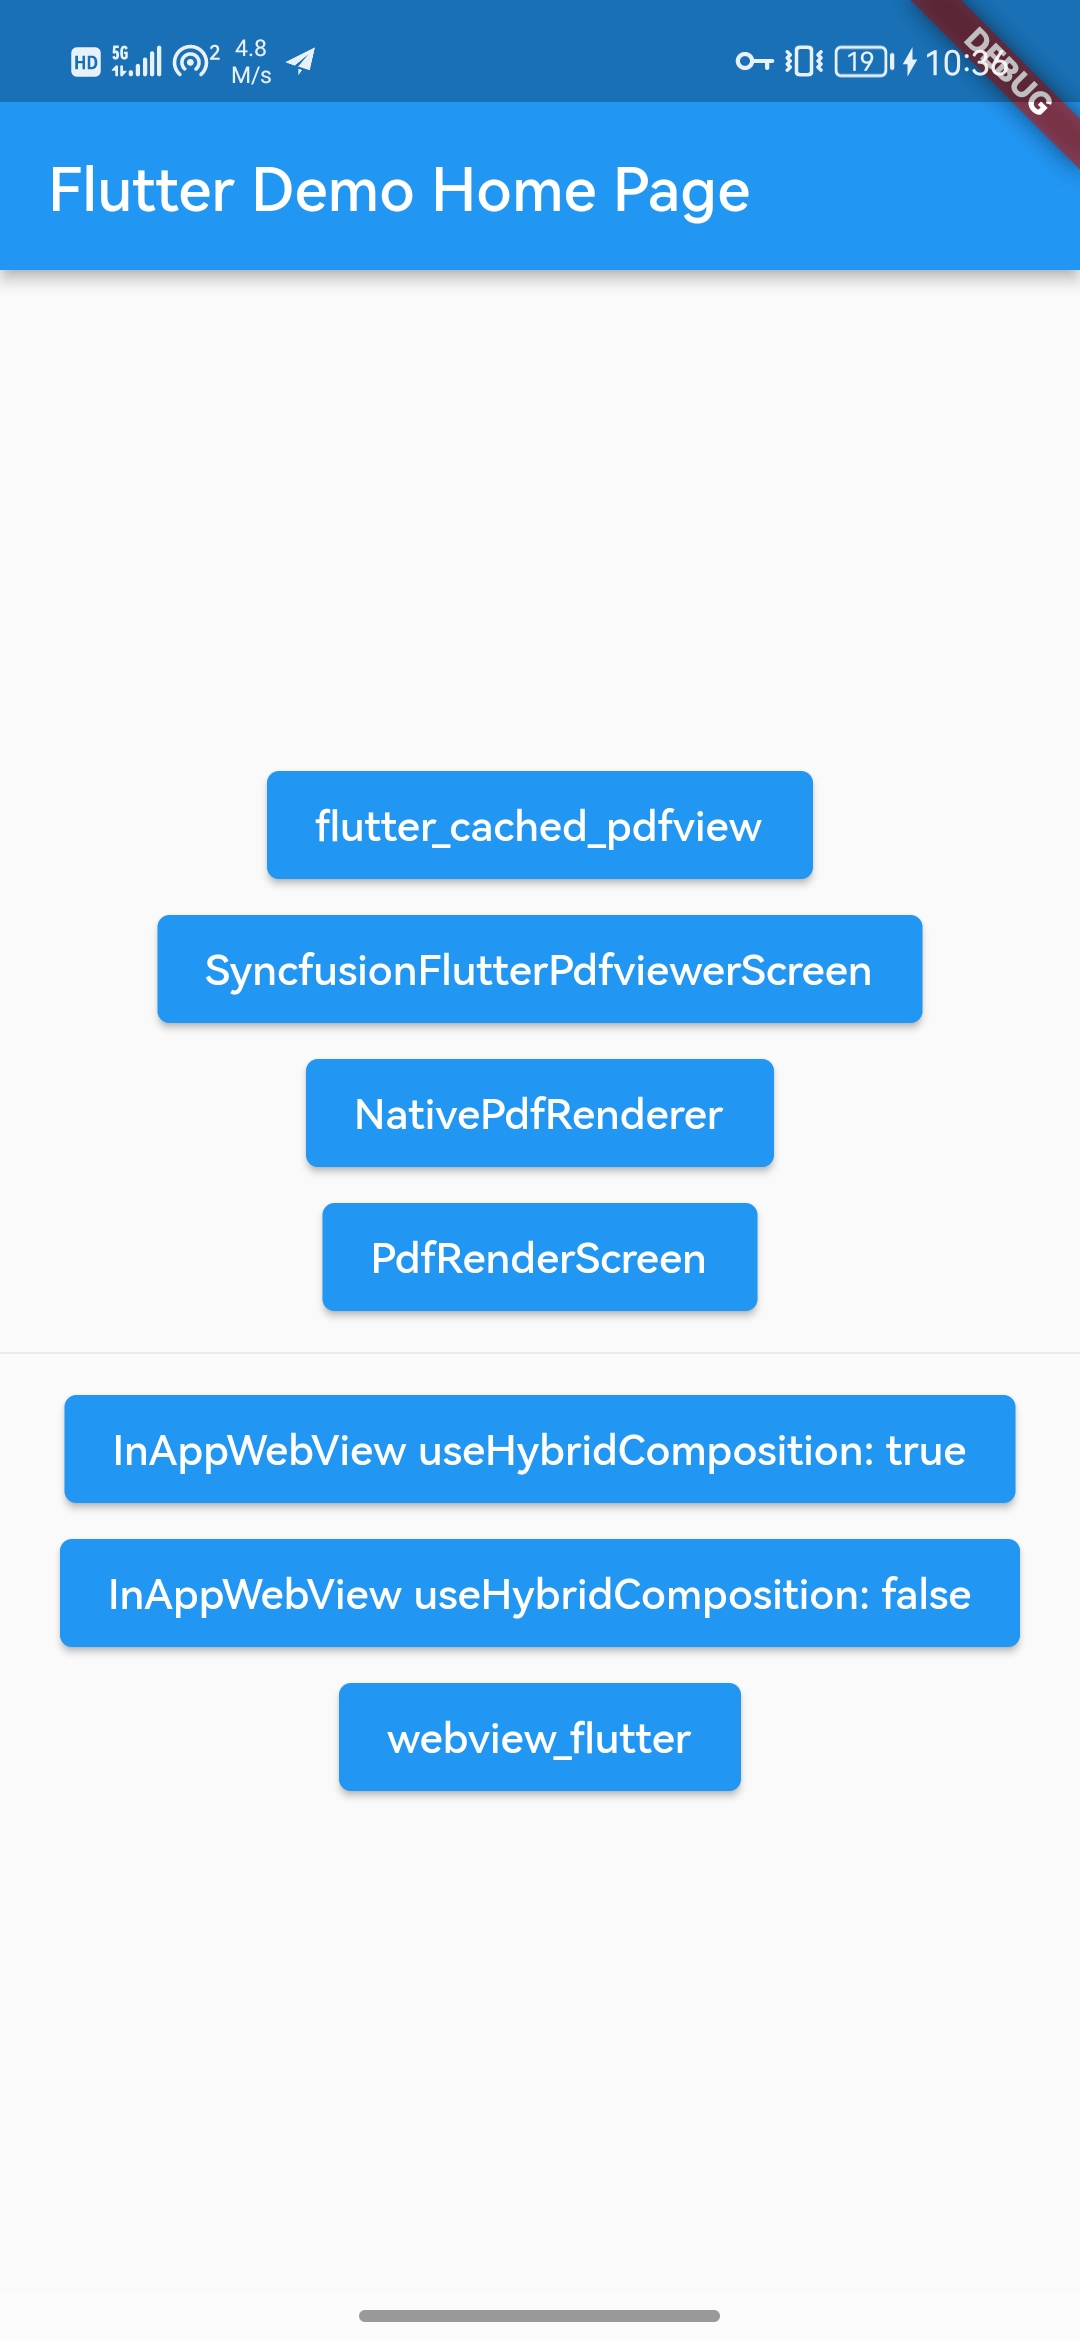 HD 5G 2 4.8 M/s 19 10:36
DEBUG
Flutter Demo Home Page
flutter_cached_pdfview
SyncfusionFlutterPdfviewerScreen
NativePdfRenderer
PdfRenderScreen
InAppWebView useHybridComposition: true
InAppWebView useHybridComposition: false
webview_flutter